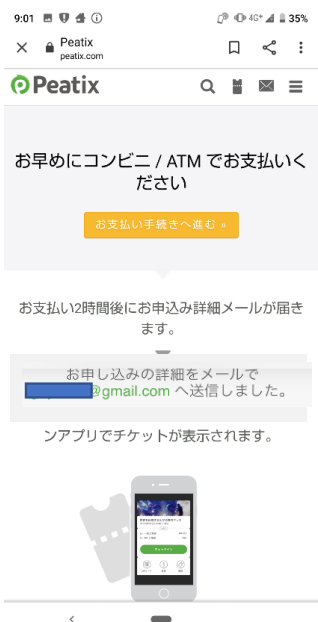 9:01
4G+
35%
Peatix
peatix.com
Peatix
お早めにコンビニ / ATM でお支払いく
ださい
お支払い手続きへ進む »
お支払い2時間後にお申込み詳細メールが届き
ます。
お申し込みの詳細をメールで
@gmail.com へ送信しました。
ンアプリでチケットが表示されます。